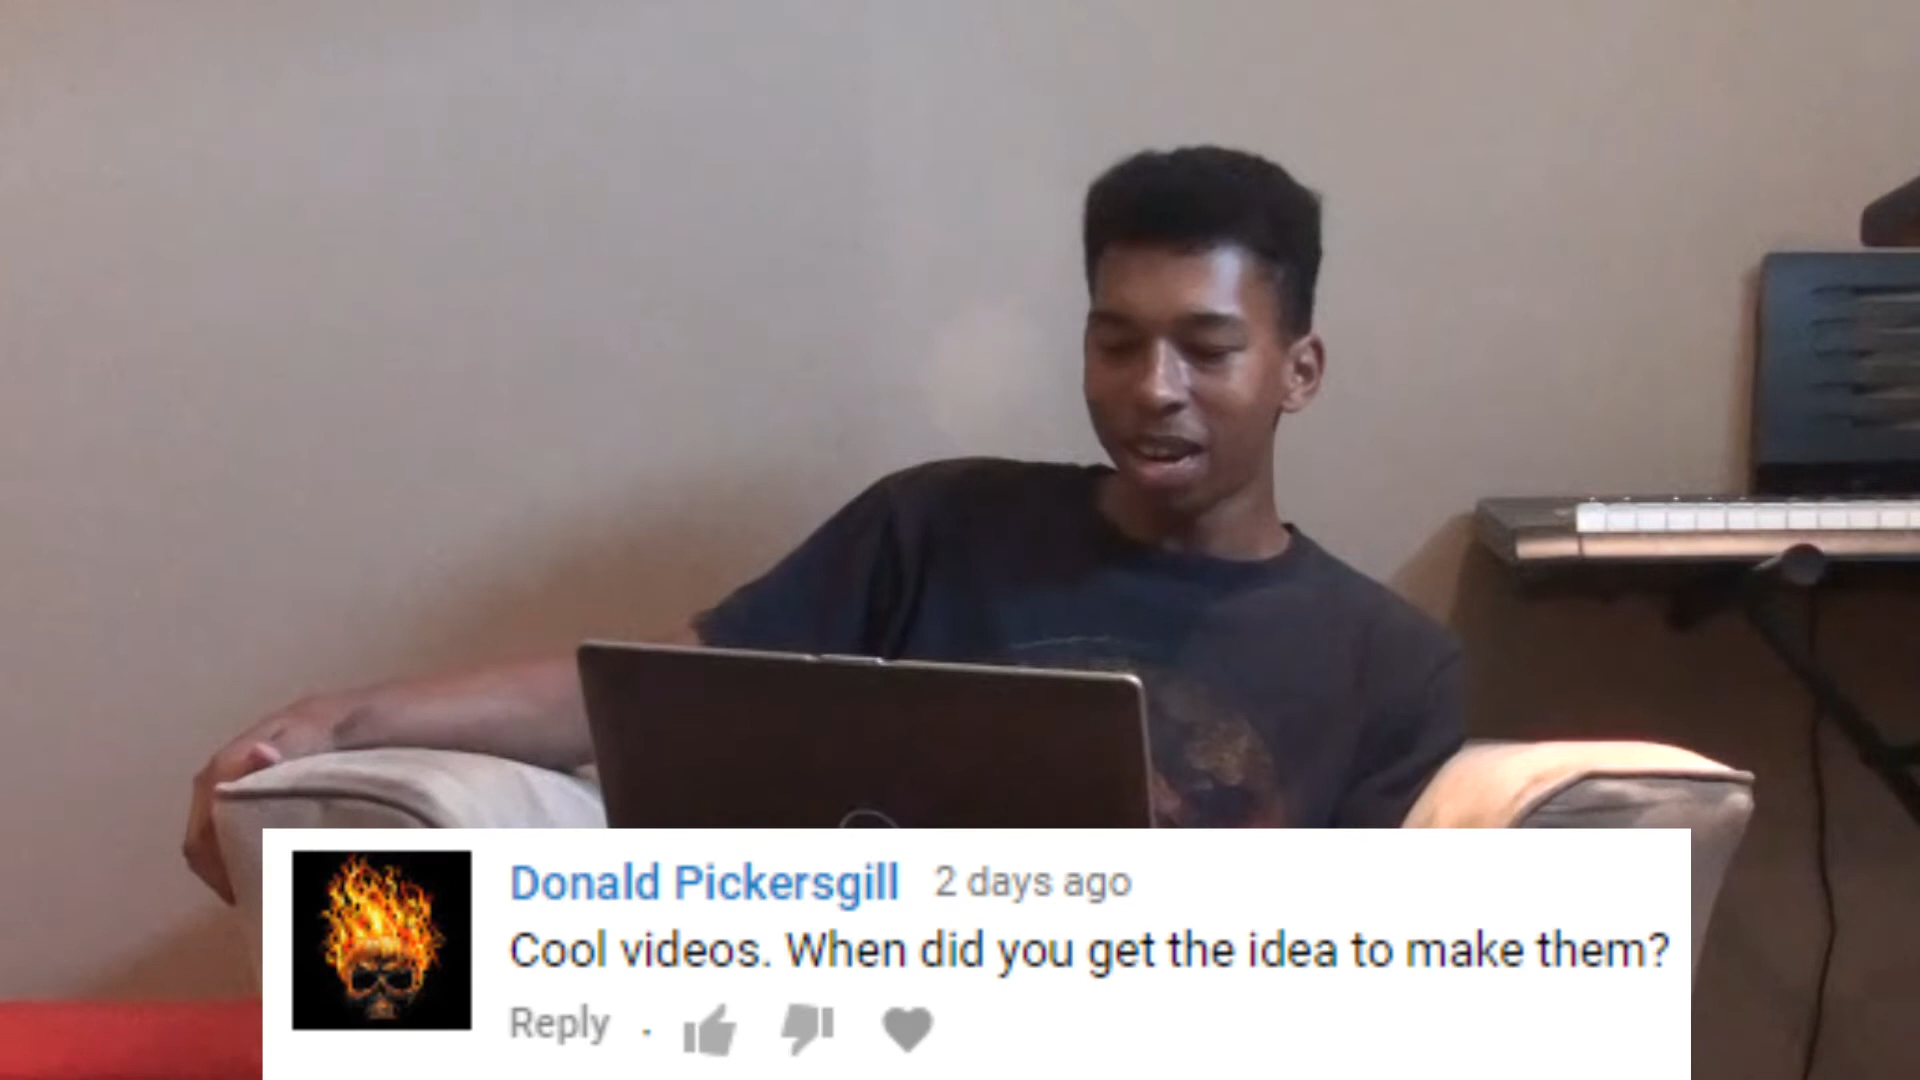 Donald Pickersgill 2 days ago
Cool videos. When did you get the idea to make them?
Reply